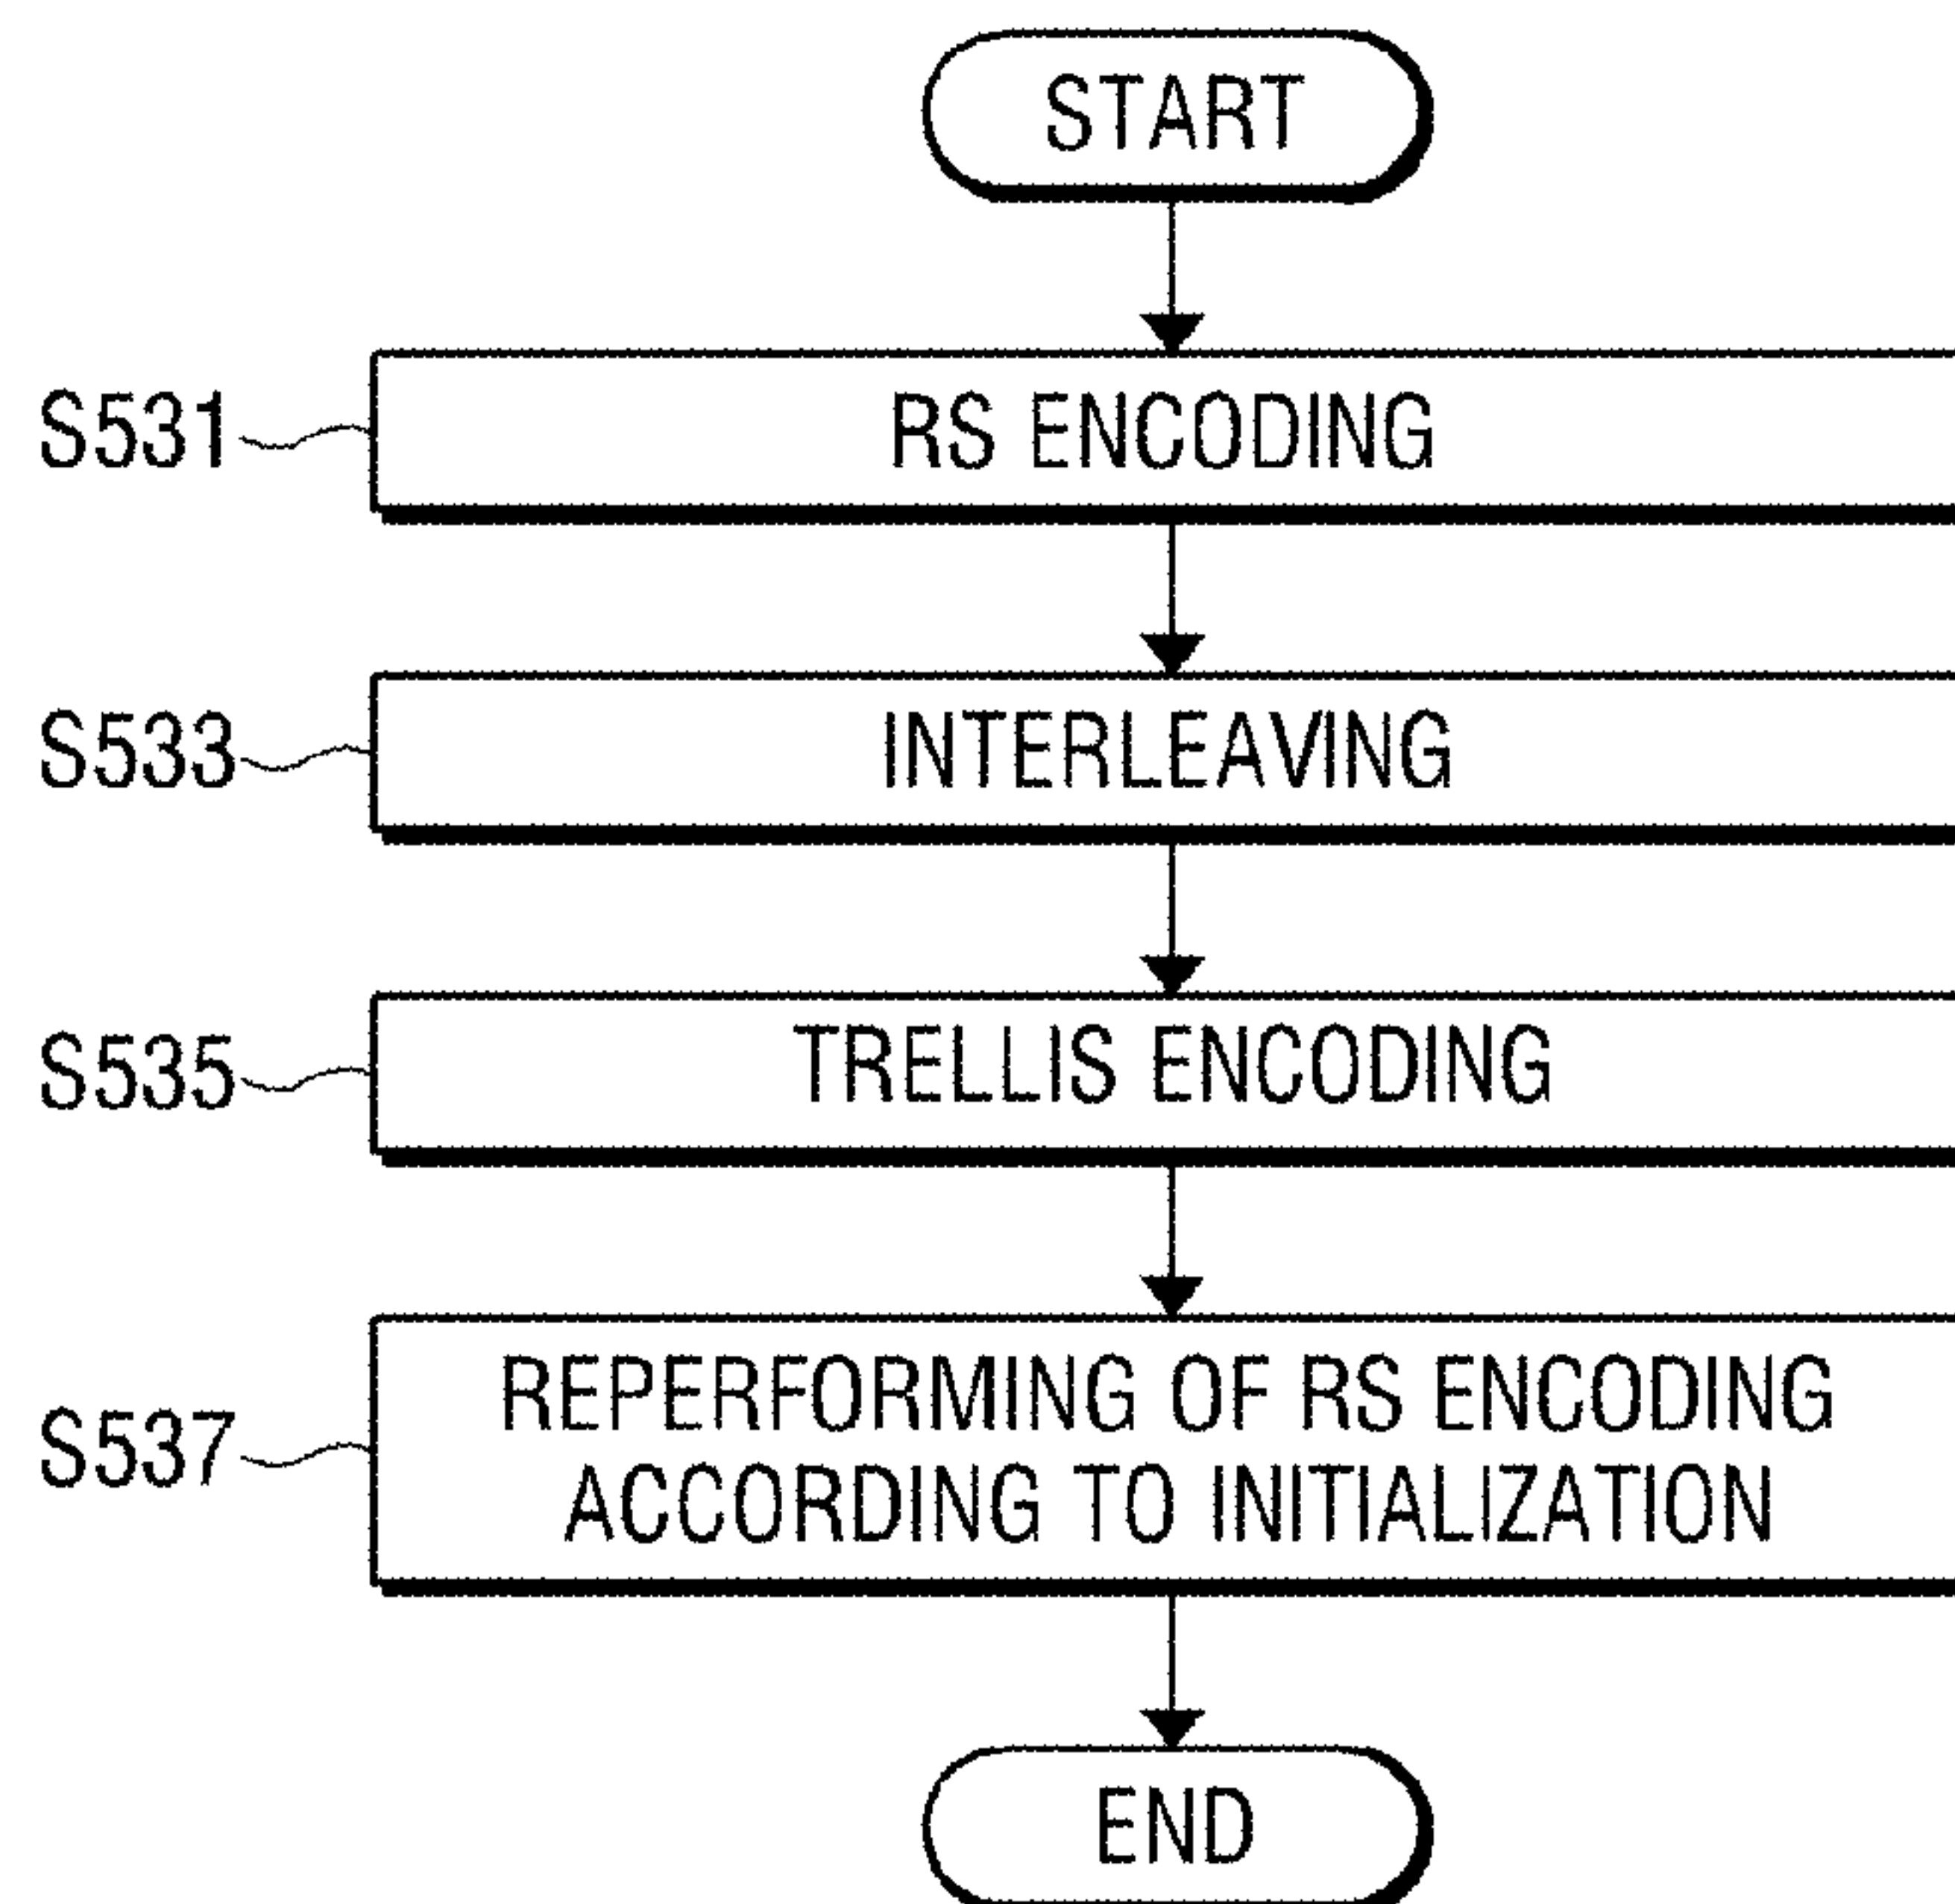 START
S531 RS ENCODING
S533 INTERLEAVING
S535 TRELLIS ENCODING
S537 REPERFORMING OF RS ENCODING
ACCORDING TO INITIALIZATION
END